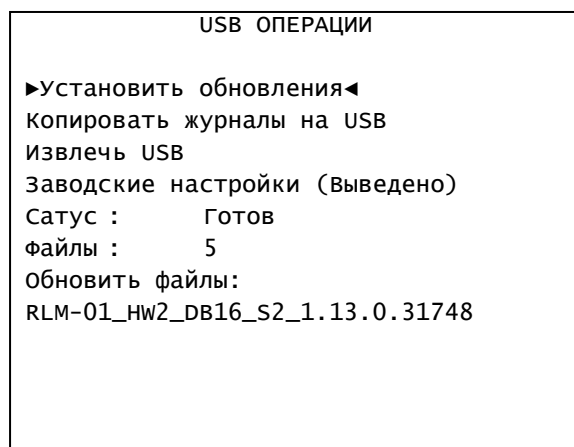 USB ОПЕРАЦИИ
►Установить обновления◄
Копировать журналы на USB
Извлечь USB
Заводские настройки (Выведено)
Сатус : Готов
Файлы : 5
Обновить файлы:
RLM-01_HW2_DB16_S2_1.13.0.31748